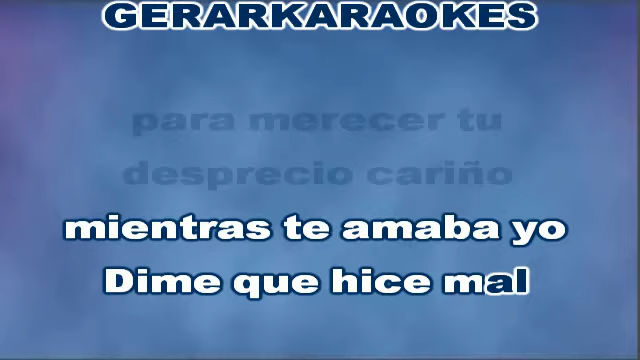 GERARKARAOKES
para merecer tu
desprecio cariño
mientras te amaba yo
Dime que hice mal